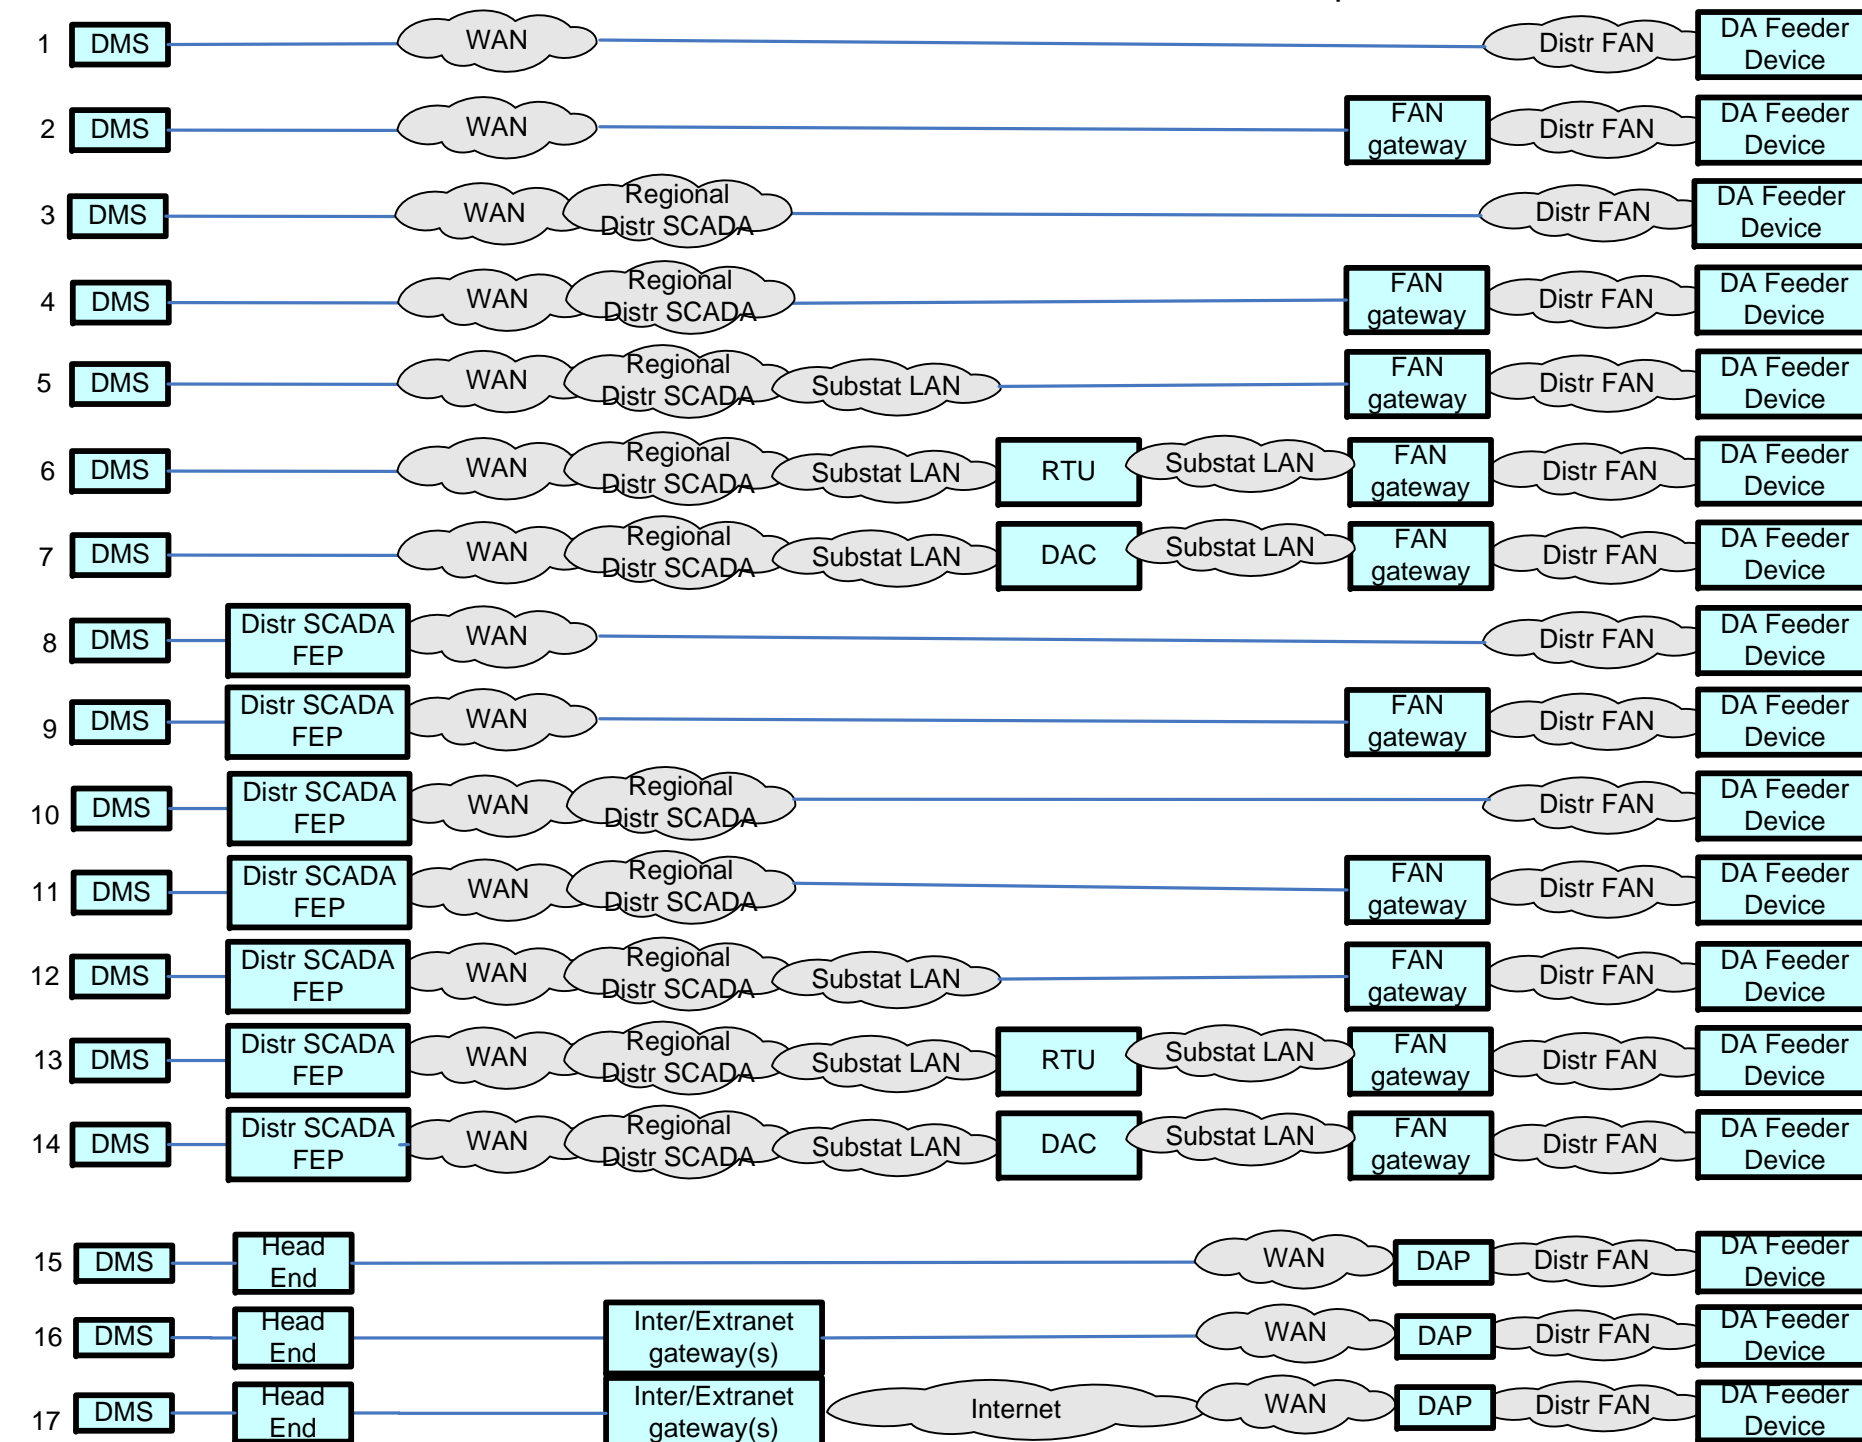 1 DMS WAN Distr FAN DA Feeder
Device
2 DMS WAN FAN
gateway Distr FAN DA Feeder
Device
3 DMS WAN Regional
Distr SCADA Distr FAN DA Feeder
Device
4 DMS WAN Regional
Distr SCADA FAN
gateway Distr FAN DA Feeder
Device
5 DMS WAN Regional
Distr SCADA Substat LAN FAN
gateway Distr FAN DA Feeder
Device
6 DMS WAN Regional
Distr SCADA Substat LAN RTU Substat LAN FAN
gateway Distr FAN DA Feeder
Device
7 DMS WAN Regional
Distr SCADA Substat LAN DAC Substat LAN FAN
gateway Distr FAN DA Feeder
Device
8 DMS Distr SCADA
FEP WAN Distr FAN DA Feeder
Device
9 DMS Distr SCADA
FEP WAN FAN
gateway Distr FAN DA Feeder
Device
10 DMS Distr SCADA
FEP WAN Regional
Distr SCADA Distr FAN DA Feeder
Device
11 DMS Distr SCADA
FEP WAN Regional
Distr SCADA FAN
gateway Distr FAN DA Feeder
Device
12 DMS Distr SCADA
FEP WAN Regional
Distr SCADA Substat LAN FAN
gateway Distr FAN DA Feeder
Device
13 DMS Distr SCADA
FEP WAN Regional
Distr SCADA Substat LAN RTU Substat LAN FAN
gateway Distr FAN DA Feeder
Device
14 DMS Distr SCADA
FEP WAN Regional
Distr SCADA Substat LAN DAC Substat LAN FAN
gateway Distr FAN DA Feeder
Device
15 DMS Head
End WAN DAP Distr FAN DA Feeder
Device
16 DMS Head
End Inter/Extranet
gateway(s) WAN DAP Distr FAN DA Feeder
Device
17 DMS Head
End Inter/Extranet
gateway(s) Internet WAN DAP Distr FAN DA Feeder
Device